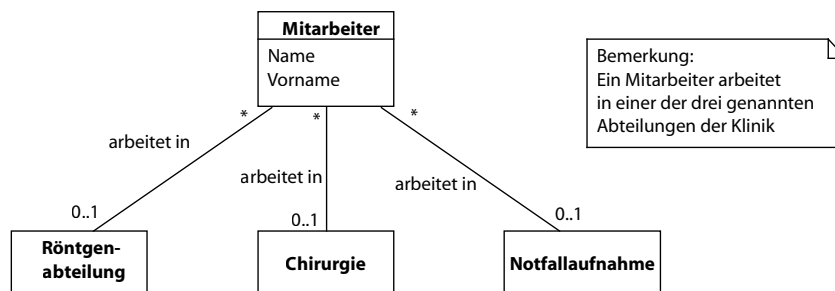 Mitarbeiter
Name
Vorname
Bemerkung:
Ein Mitarbeiter arbeitet
in einer der drei genannten
Abteilungen der Klinik
*
*
*
arbeitet in
arbeitet in
arbeitet in
0..1
0..1
0..1
Röntgen-
abteilung
Chirurgie
Notfallaufnahme